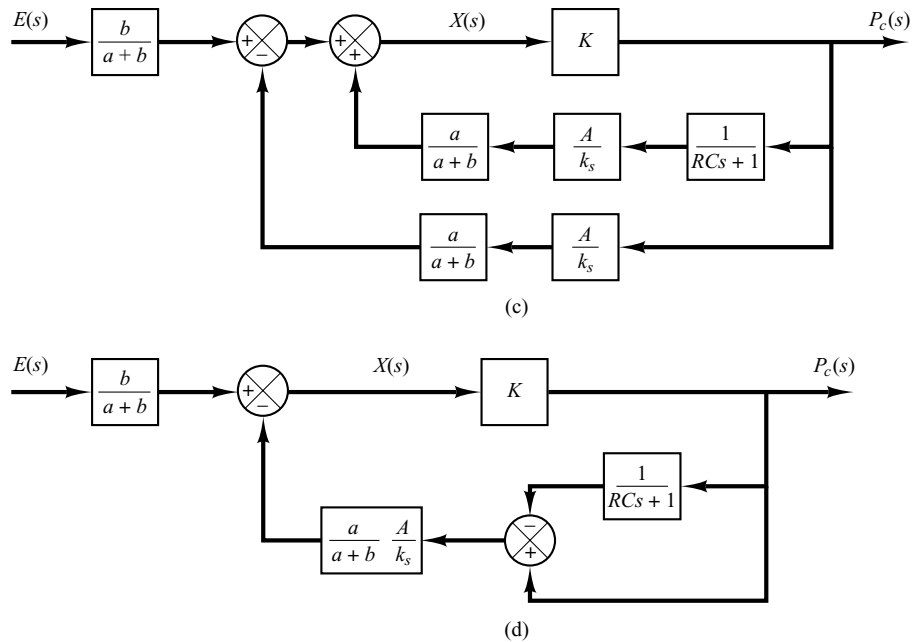 E(s)
X(s)
P_c(s)
b
a + b
+
−
+
+
K
a
a + b
A
k_s
1
RCs + 1
a
a + b
A
k_s
(c)
E(s)
X(s)
P_c(s)
b
a + b
+
−
K
1
RCs + 1
a
a + b
A
k_s
−
+
(d)